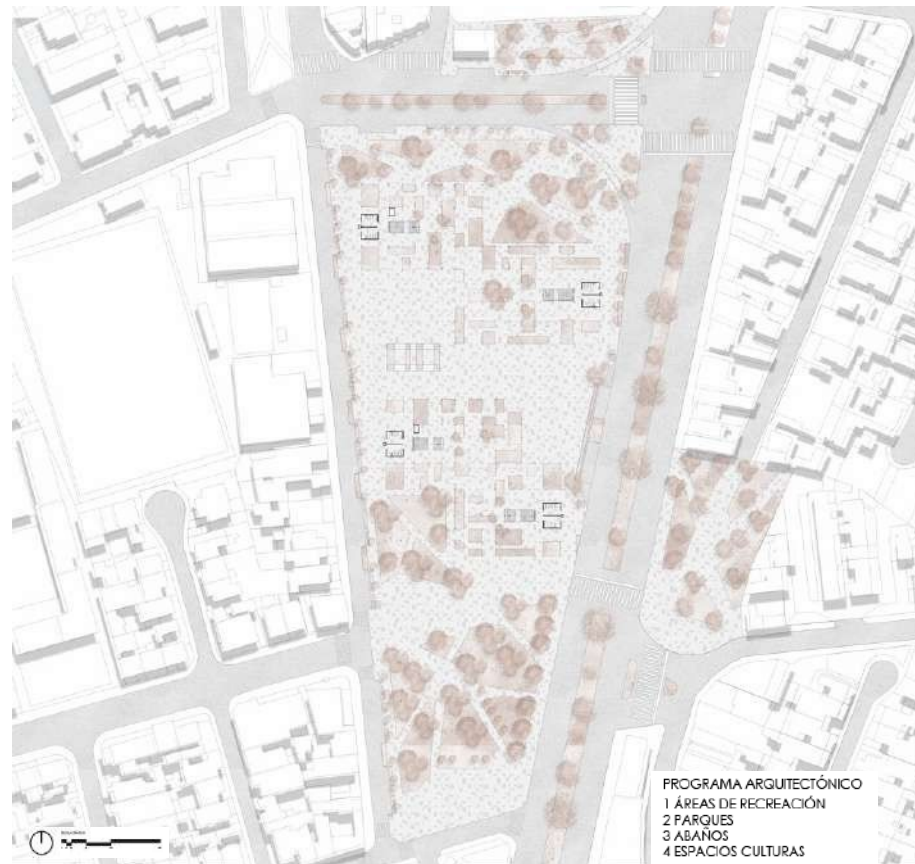 PROGRAMA ARQUITECTÓNICO
1 ÁREAS DE RECREACIÓN
2 PARQUES
3 ABAÑOS
4 ESPACIOS CULTURAS